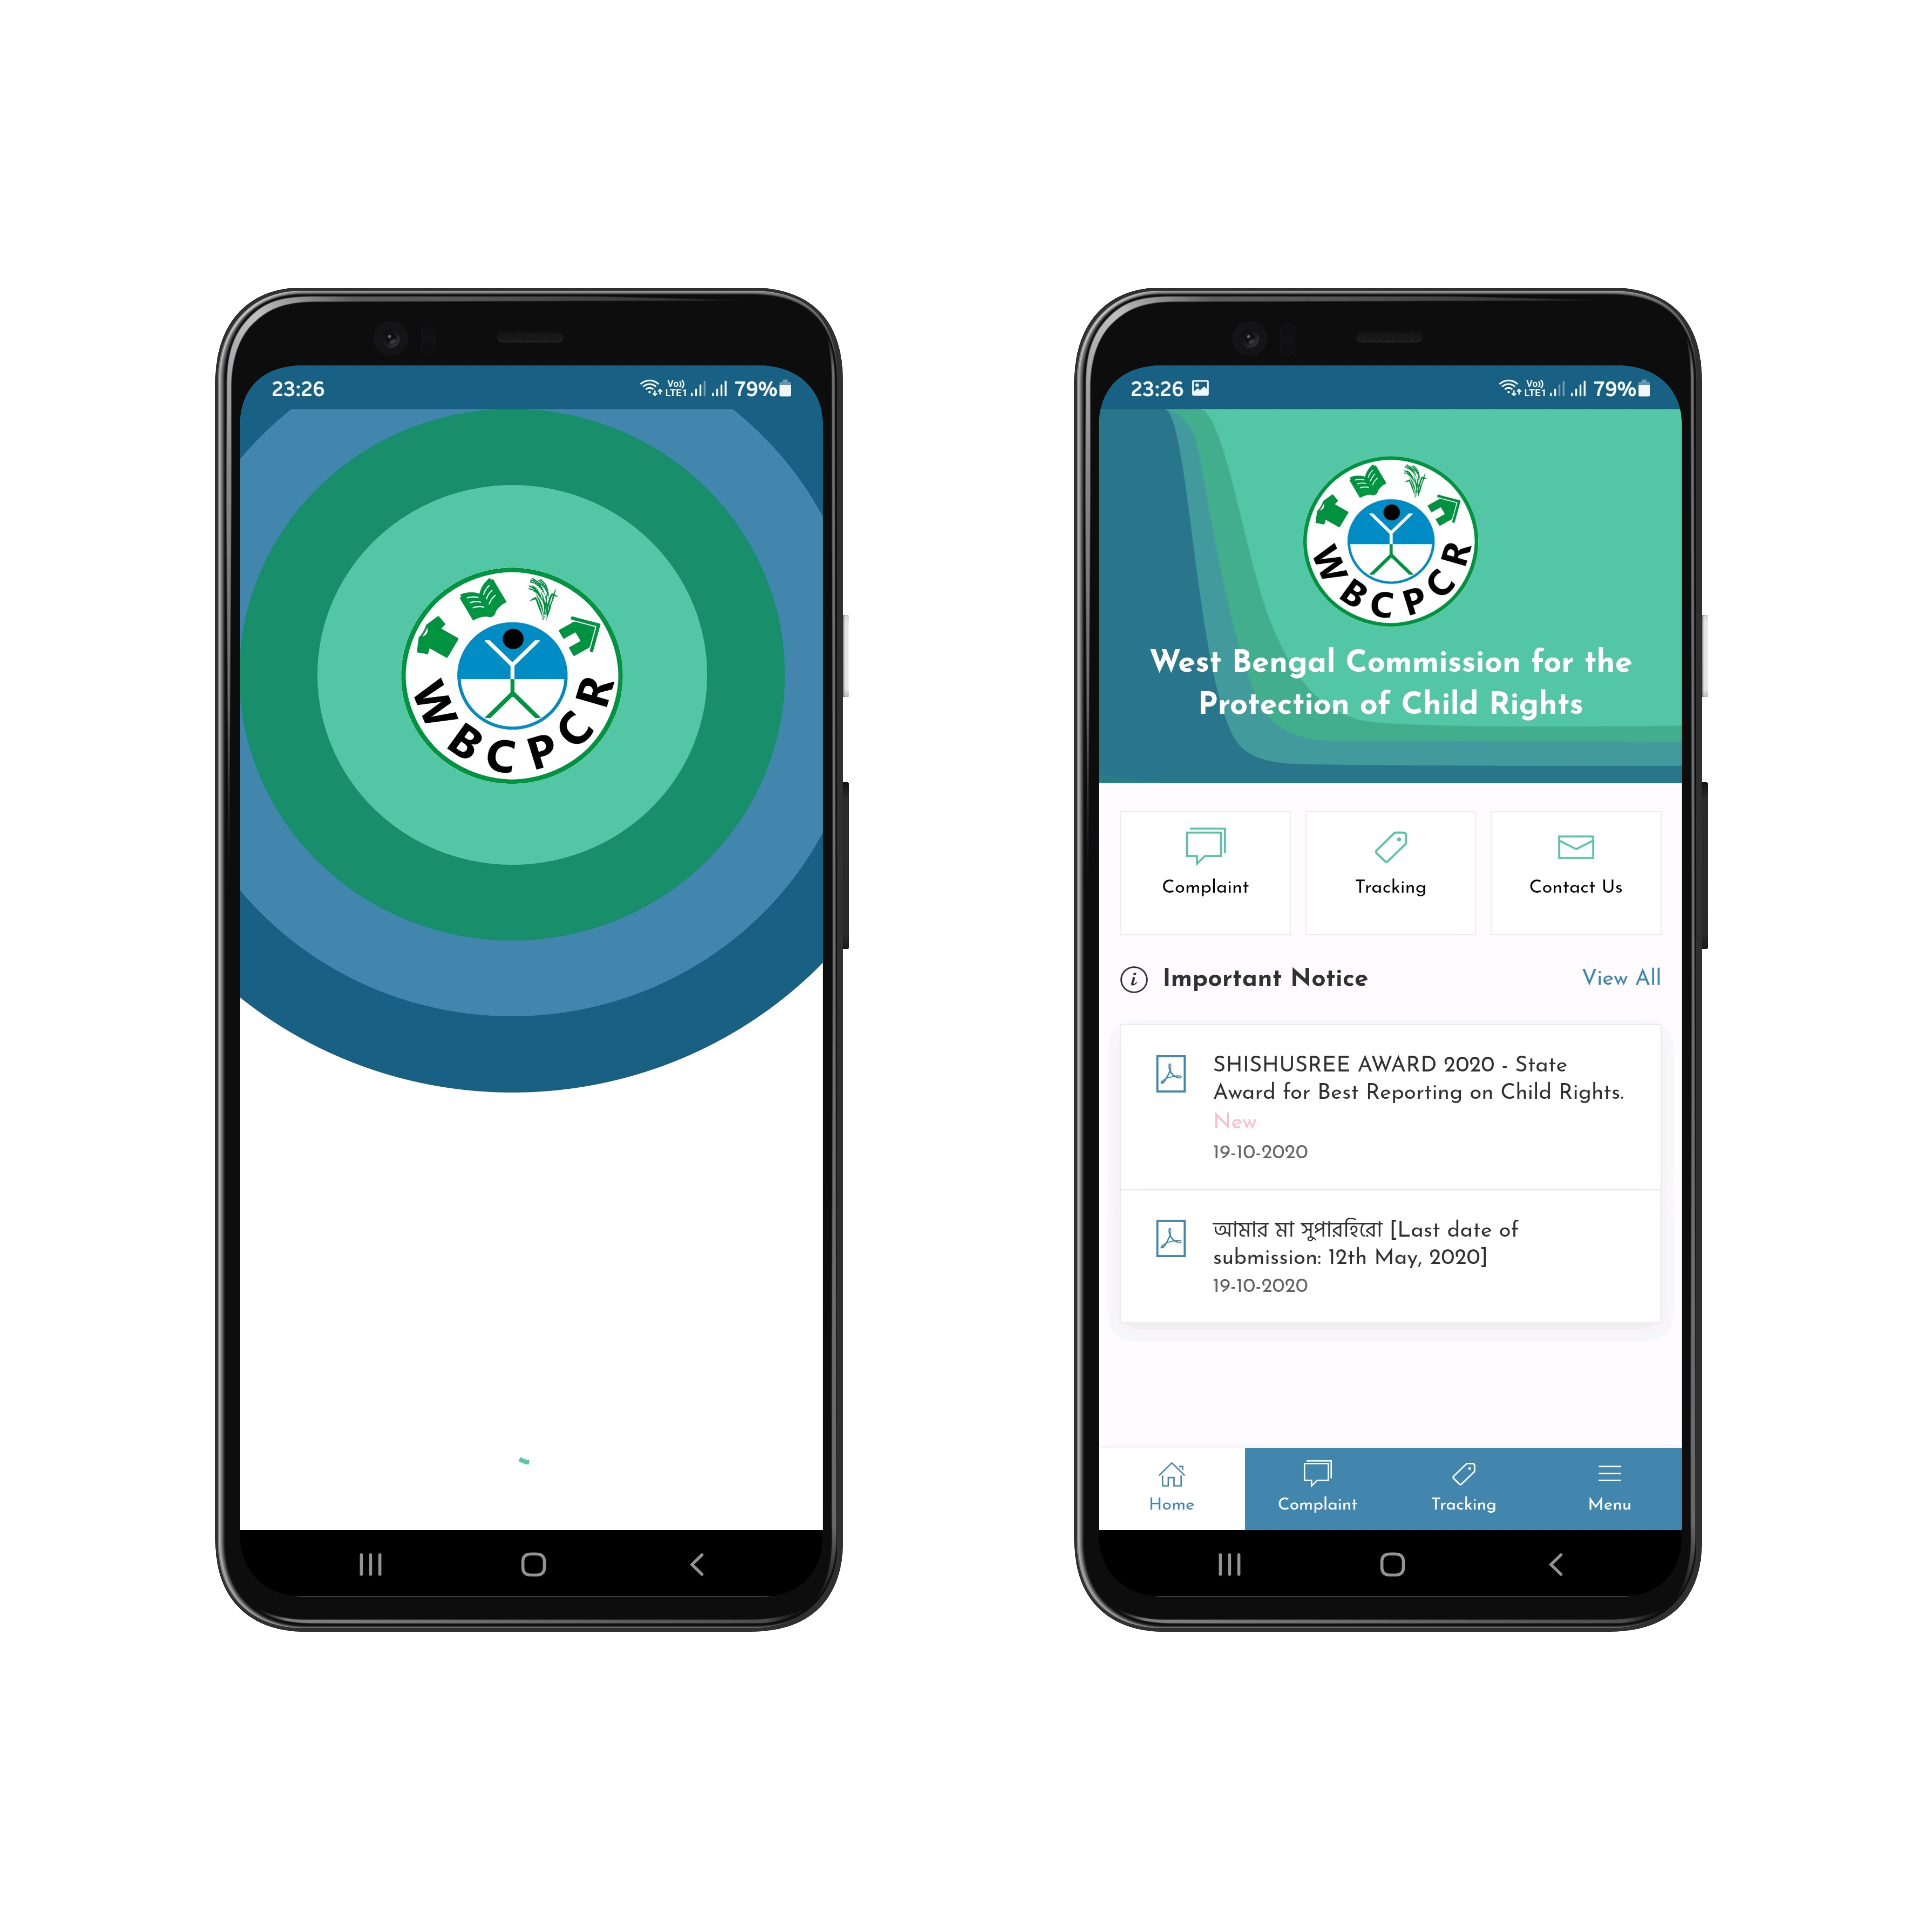 23:26
Vo))
LTE1
79%
WBCPCR
23:26
Vo))
LTE1
79%
WBCPCR
West Bengal Commission for the
Protection of Child Rights
Complaint
Tracking
Contact Us
i Important Notice
View All
SHISHUSREE AWARD 2020 - State
Award for Best Reporting on Child Rights.
New
19-10-2020
আমার মা সুপারহিরো [Last date of
submission: 12th May, 2020]
19-10-2020
Home
Complaint
Tracking
Menu